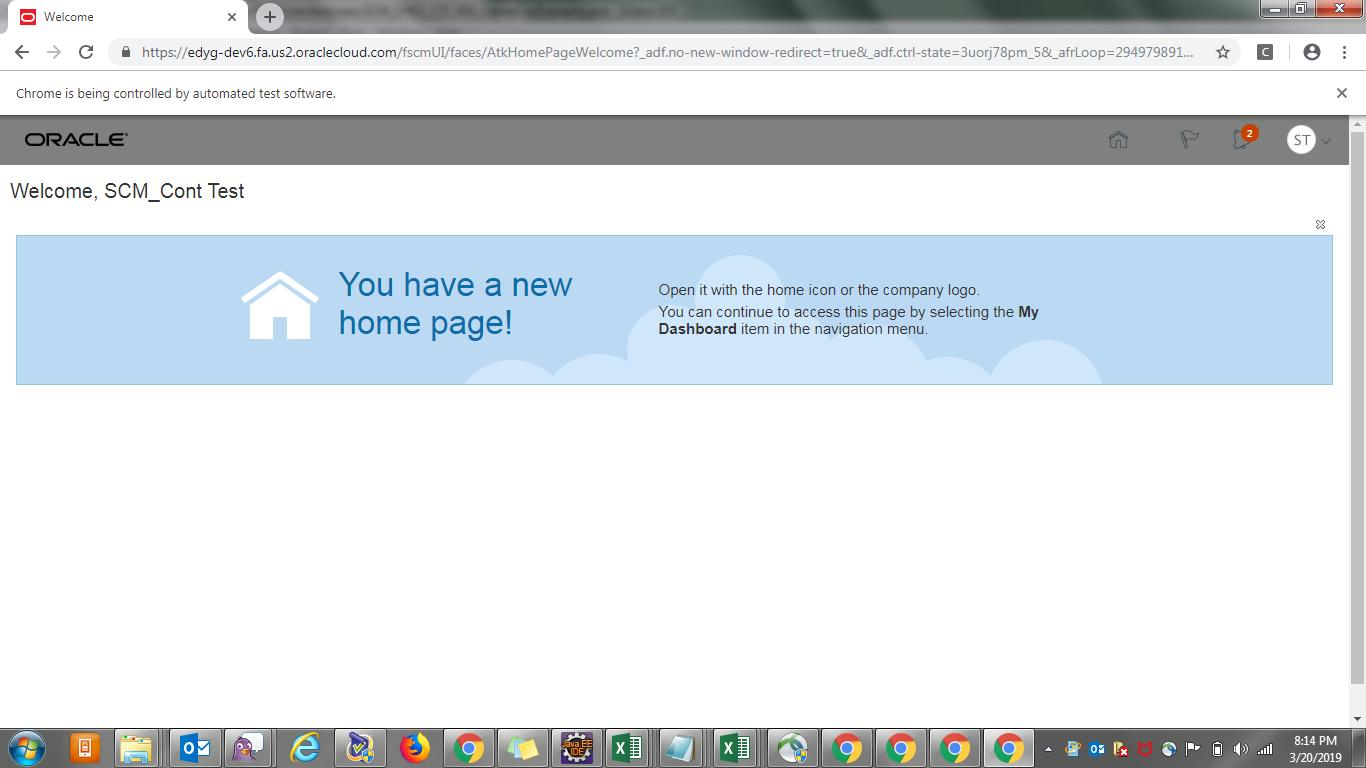 Welcome
https://edyg-dev6.fa.us2.oraclecloud.com/fscmUI/faces/AtkHomePageWelcome?_adf.no-new-window-redirect=true&_adf.ctrl-state=3uorj78pm_5&_afrLoop=294979891...
C
Chrome is being controlled by automated test software.
ORACLE
2
ST
Welcome, SCM_Cont Test
You have a new
home page!
Open it with the home icon or the company logo.
You can continue to access this page by selecting the My
Dashboard item in the navigation menu.
Java EE
IDE
8:14 PM
3/20/2019